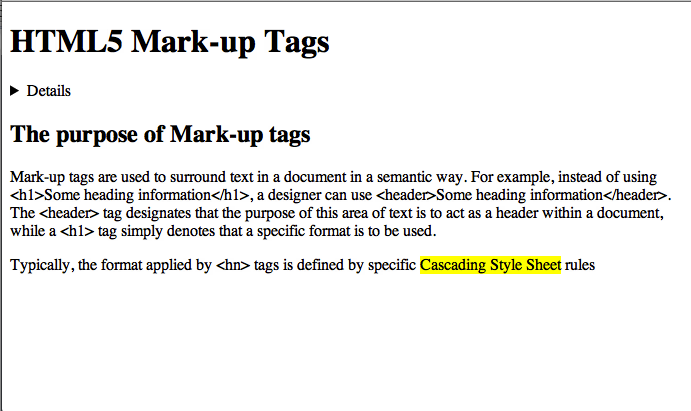 HTML5 Mark-up Tags
Details
The purpose of Mark-up tags
Mark-up tags are used to surround text in a document in a semantic way. For example, instead of using
<h1>Some heading information</h1>, a designer can use <header>Some heading information</header>.
The <header> tag designates that the purpose of this area of text is to act as a header within a document,
while a <h1> tag simply denotes that a specific format is to be used.
Typically, the format applied by <hn> tags is defined by specific Cascading Style Sheet rules